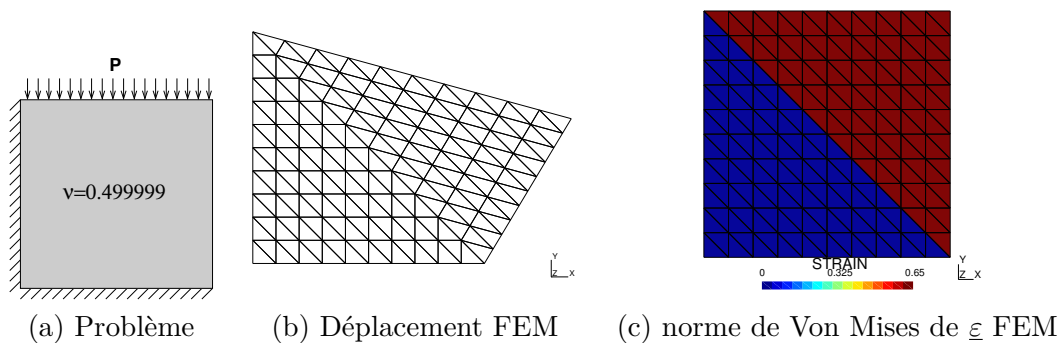 P
ν=0.499999
Y
Z X
STRAIN
0 0.325 0.65
Y
Z X
(a) Problème
(b) Déplacement FEM
(c) norme de Von Mises de ε FEM